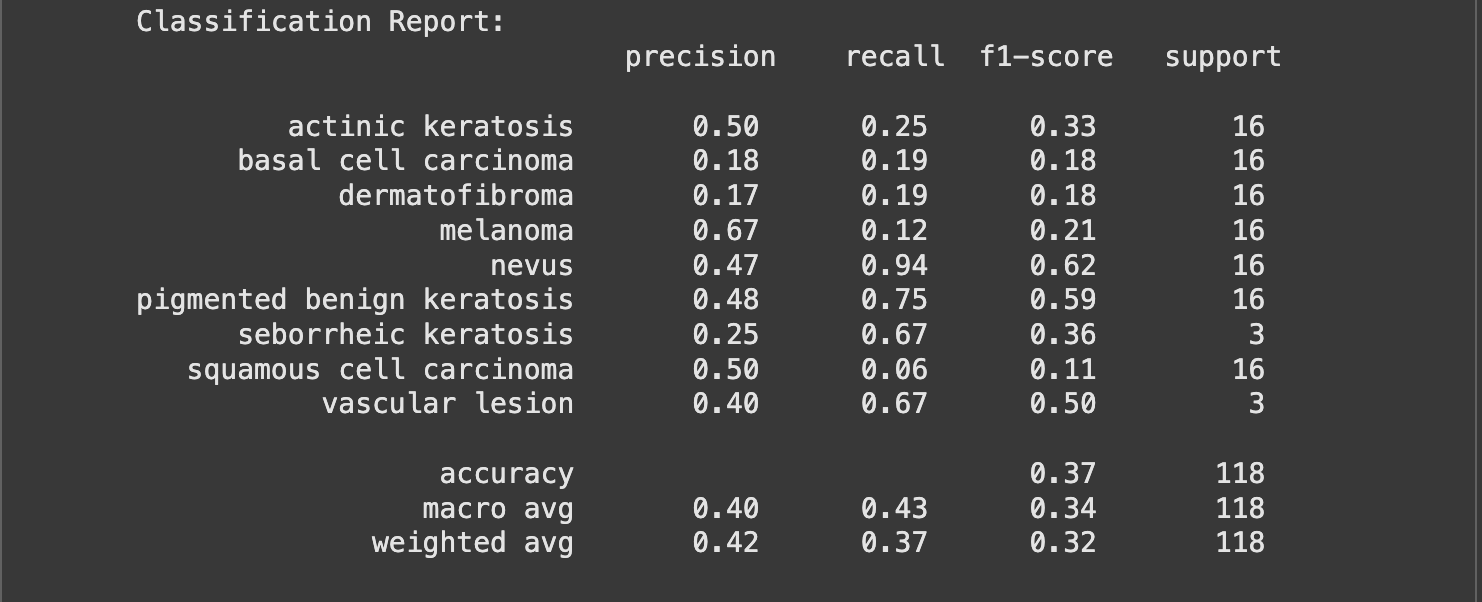 Classification Report:
precision recall f1-score support
actinic keratosis 0.50 0.25 0.33 16
basal cell carcinoma 0.18 0.19 0.18 16
dermatofibroma 0.17 0.19 0.18 16
melanoma 0.67 0.12 0.21 16
nevus 0.47 0.94 0.62 16
pigmented benign keratosis 0.48 0.75 0.59 16
seborrheic keratosis 0.25 0.67 0.36 3
squamous cell carcinoma 0.50 0.06 0.11 16
vascular lesion 0.40 0.67 0.50 3
accuracy 0.37 118
macro avg 0.40 0.43 0.34 118
weighted avg 0.42 0.37 0.32 118